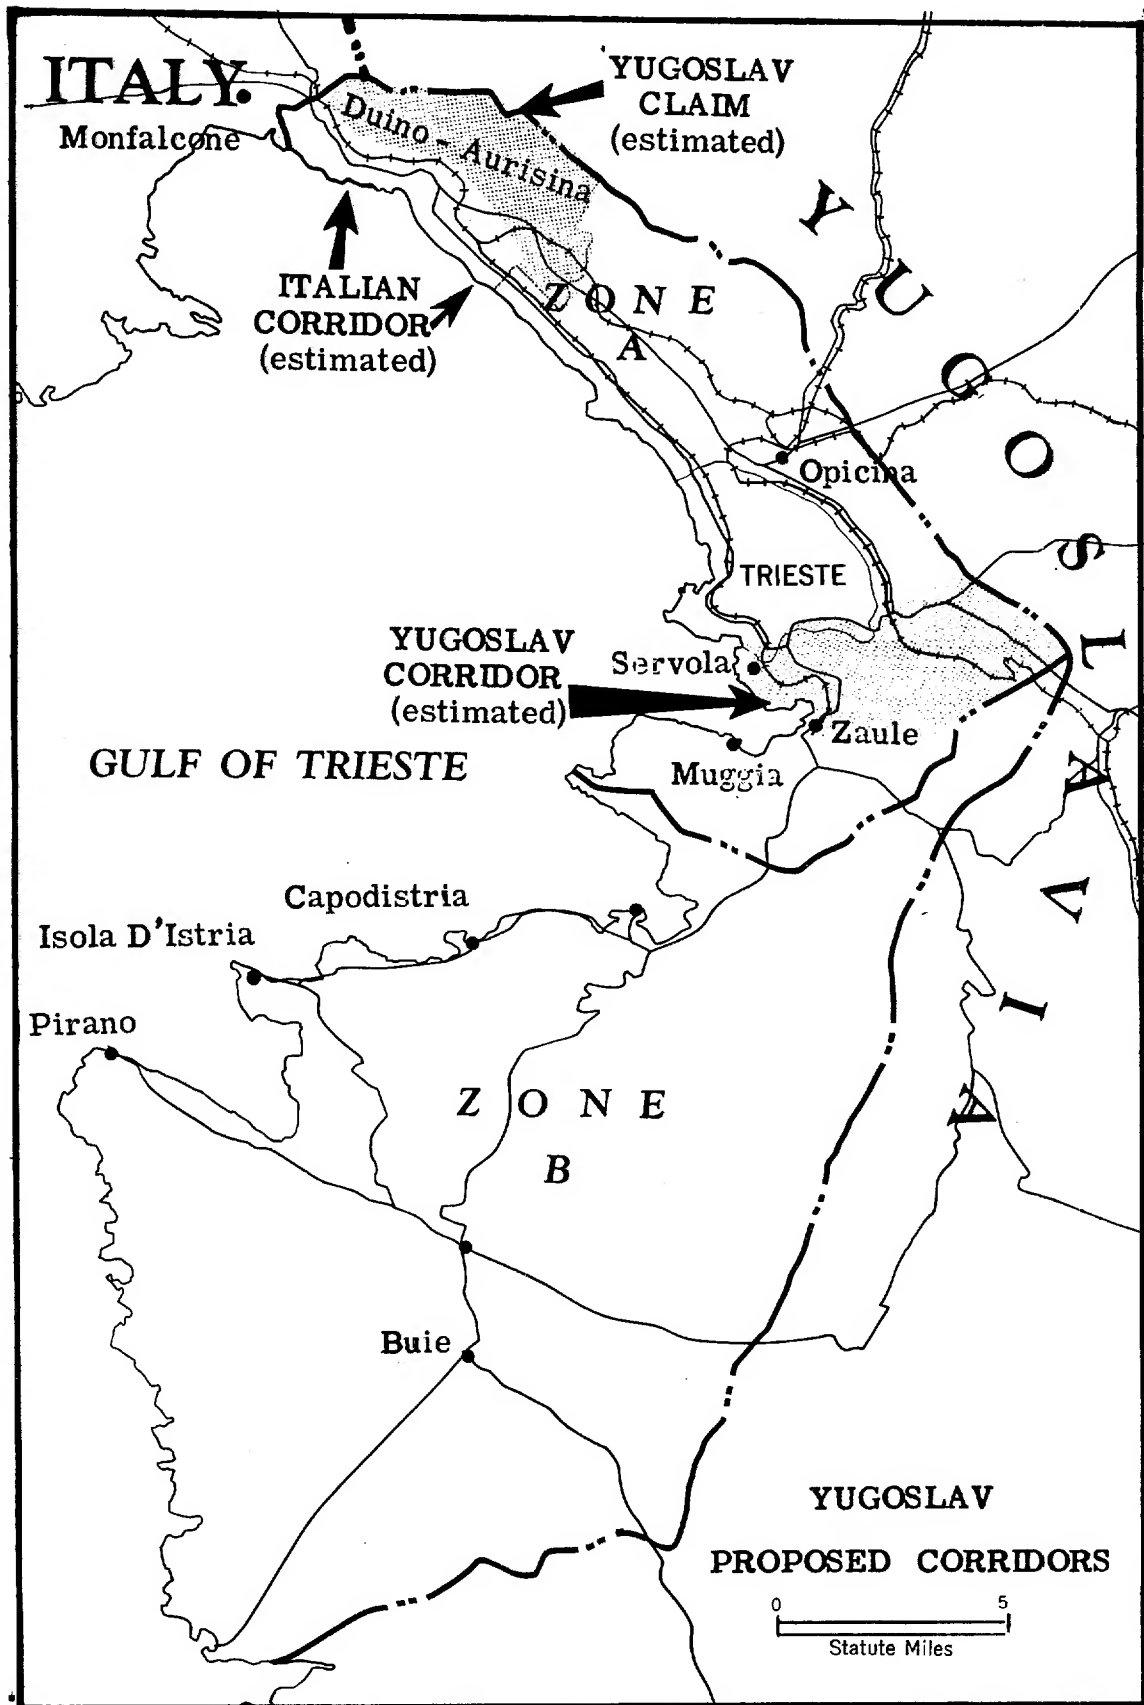 ITALY.
Monfalcone
YUGOSLAV
CLAIM
(estimated)
Duino - Aurisina
ITALIAN
CORRIDOR
(estimated)
ZONE
A
YUGOSLAVIA
Opicina
TRIESTE
YUGOSLAV
CORRIDOR
(estimated)
Servola
Zaule
Muggia
GULF OF TRIESTE
Capodistria
Isola D'Istria
Pirano
ZONE
B
Buie
YUGOSLAV
PROPOSED CORRIDORS
0 5
Statute Miles